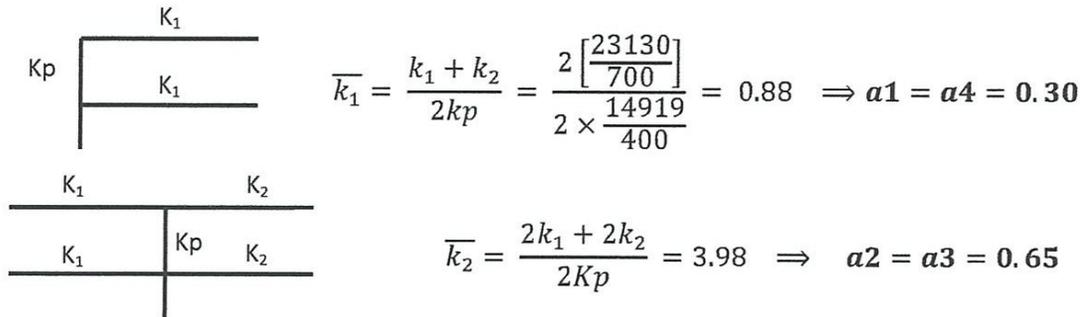 K₁
Kp
K₁
k̅₁ = (k₁ + k₂)/(2kp) = (2 [23130/700])/(2 × 14919/400) = 0.88 ⟹ a1 = a4 = 0.30
K₁ K₂
Kp
K₁ K₂
k̅₂ = (2k₁ + 2k₂)/(2Kp) = 3.98 ⟹ a2 = a3 = 0.65